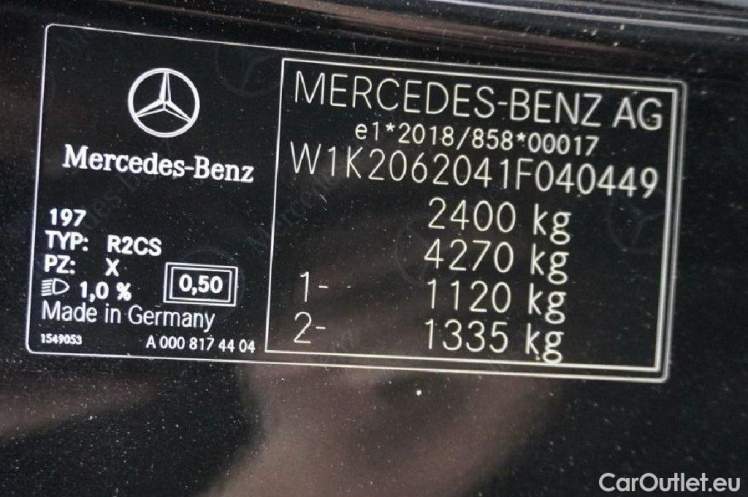 Mercedes-Benz
197
TYP: R2CS
PZ: X
1,0 %
0,50
Made in Germany
1549053 A 000 817 44 04
MERCEDES-BENZ AG
e1*2018/858*00017
W1K2062041F040449
2400 kg
4270 kg
1- 1120 kg
2- 1335 kg
CarOutlet.eu